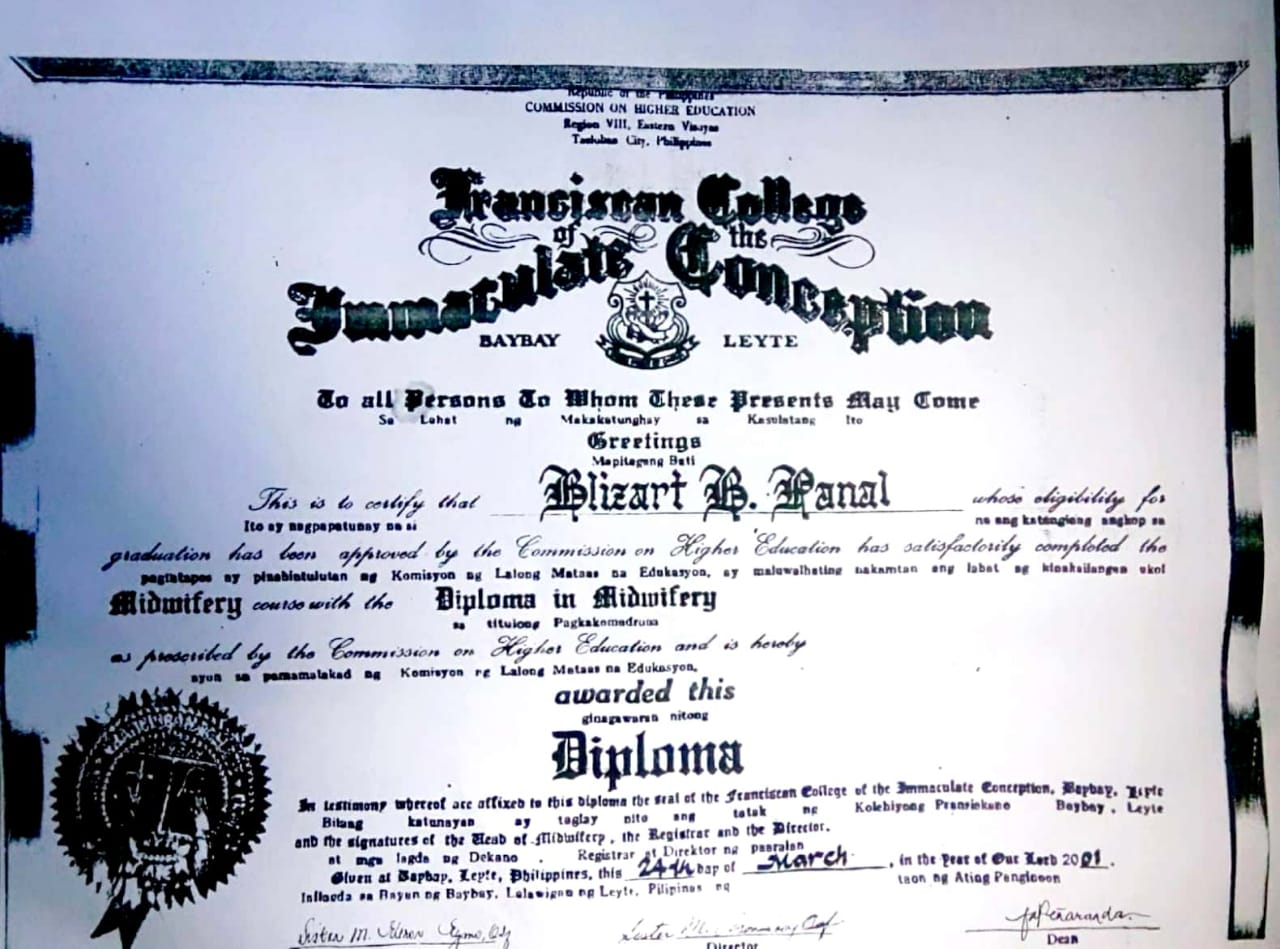 Republic of the Philippines
COMMISSION ON HIGHER EDUCATION
Region VIII, Eastern Visayas
Tacloban City, Philippines
Franciscan College
of the
Immaculate Conception
BAYBAY LEYTE
To all Persons To Whom These Presents May Come
Sa Lahat ng Makakatunghay sa Kasulatang Ito
Greetings
Mapitagang Bati
This is to certify that Blizart B. Panal whose eligibility for
Ito ay nagpapatunay na si na ang katangiang angkop sa
graduation has been approved by the Commission on Higher Education has satisfactorily completed the
pagtatapos ay pinahintulutan ng Komisyon ng Lalong Mataas na Edukasyon, ay maluwalhating nakamtan ang lahat ng kinakailangan ukol
Midwifery course with the Diploma in Midwifery
sa titulong Pagkakomadrona
as prescribed by the Commission on Higher Education and is hereby
ayon sa pamamalakad ng Komisyon ng Lalong Mataas na Edukasyon,
awarded this
ginagawaran nitong
Diploma
In testimony whereof are affixed to this diploma the seal of the Franciscan College of the Immaculate Conception, Baybay, Leyte
Bilang katunayan ay taglay nito ang tatak ng Kolehiyong Pransiskano Baybay, Leyte
and the signatures of the Head of Midwifery, the Registrar and the Director.
at mga lagda ng Dekano, Registrar at Direktor ng paaralan
Given at Baybay, Leyte, Philippines, this 24th day of March, in the Year of Our Lord 2001.
Inilagda sa Bayan ng Baybay, Lalawigan ng Leyte, Pilipinas ng taon ng Ating Panginoon
Sister M.
Director
Dean